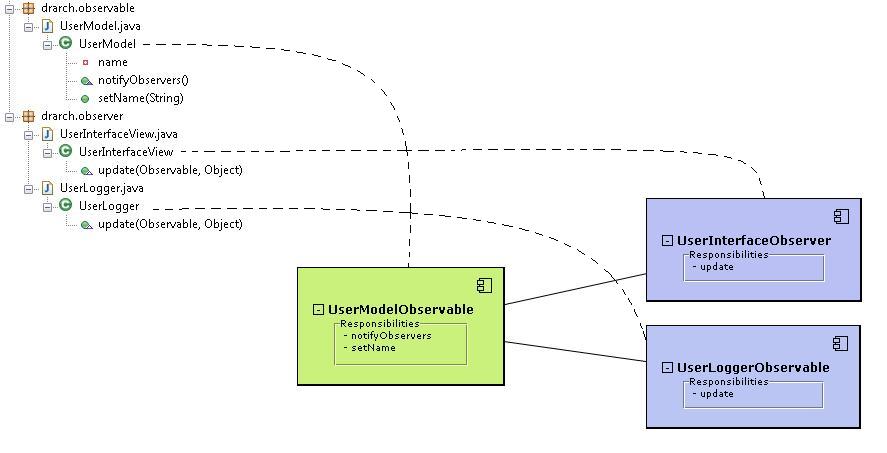 drarch.observable
UserModel.java
UserModel
name
notifyObservers()
setName(String)
drarch.observer
UserInterfaceView.java
UserInterfaceView
update(Observable, Object)
UserLogger.java
UserLogger
update(Observable, Object)
UserInterfaceObserver
Responsibilities
- update
UserModelObservable
Responsibilities
- notifyObservers
- setName
UserLoggerObservable
Responsibilities
- update